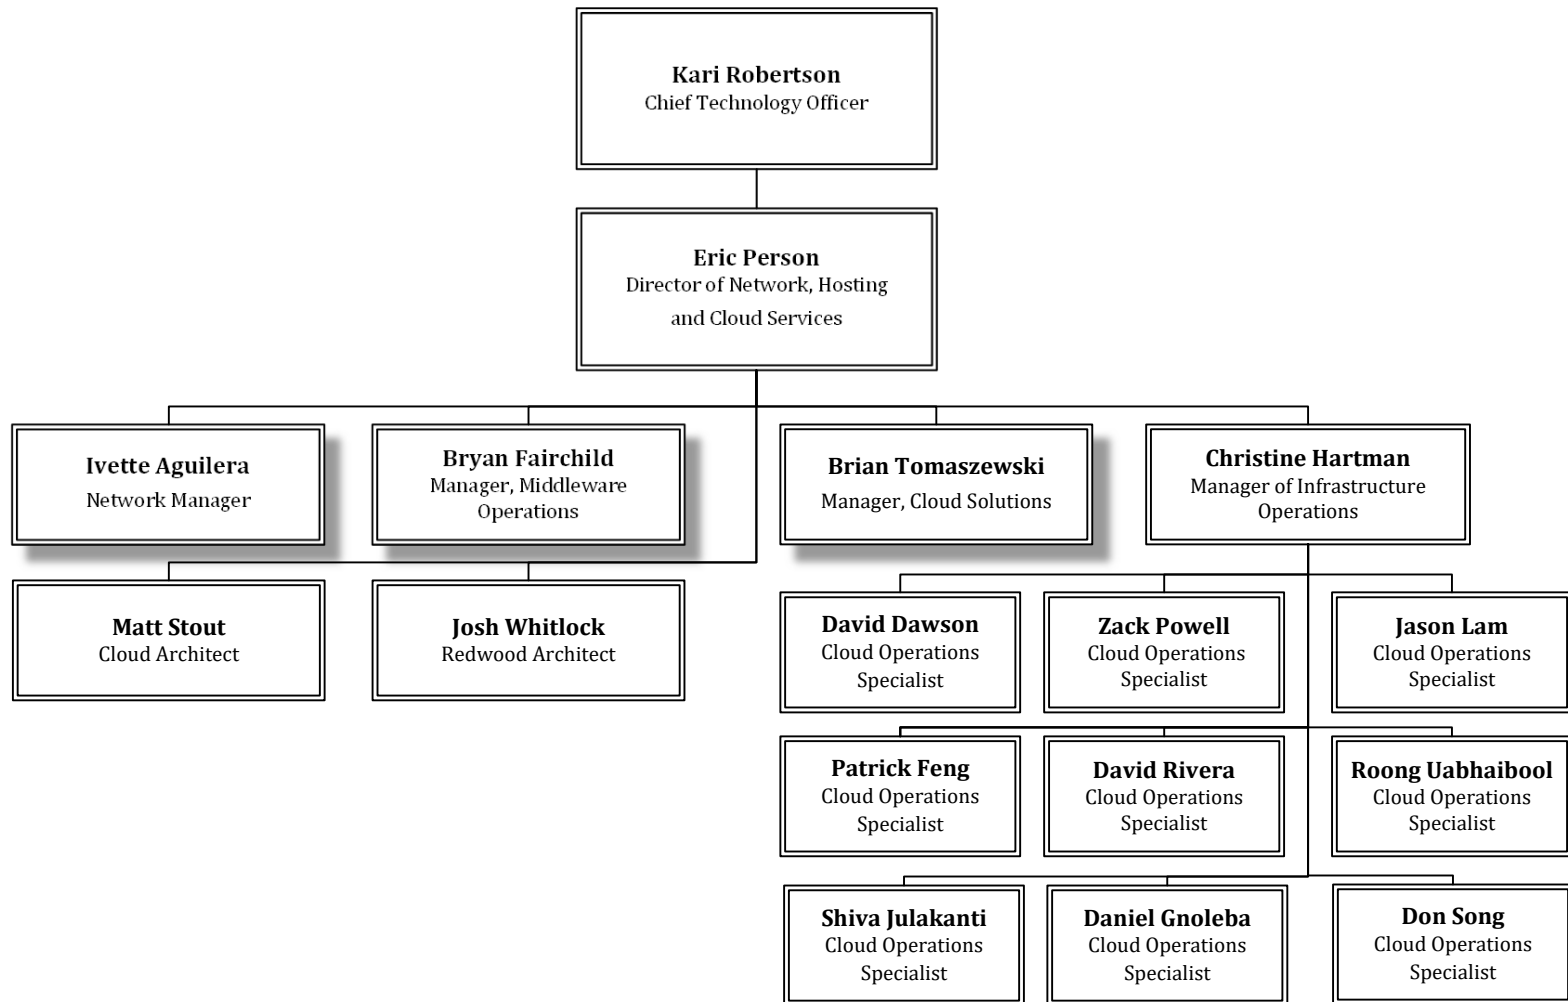 Kari Robertson
Chief Technology Officer
Eric Person
Director of Network, Hosting
and Cloud Services
Ivette Aguilera
Network Manager
Bryan Fairchild
Manager, Middleware
Operations
Brian Tomaszewski
Manager, Cloud Solutions
Christine Hartman
Manager of Infrastructure
Operations
Matt Stout
Cloud Architect
Josh Whitlock
Redwood Architect
David Dawson
Cloud Operations
Specialist
Zack Powell
Cloud Operations
Specialist
Jason Lam
Cloud Operations
Specialist
Patrick Feng
Cloud Operations
Specialist
David Rivera
Cloud Operations
Specialist
Roong Uabhaibool
Cloud Operations
Specialist
Shiva Julakanti
Cloud Operations
Specialist
Daniel Gnoleba
Cloud Operations
Specialist
Don Song
Cloud Operations
Specialist